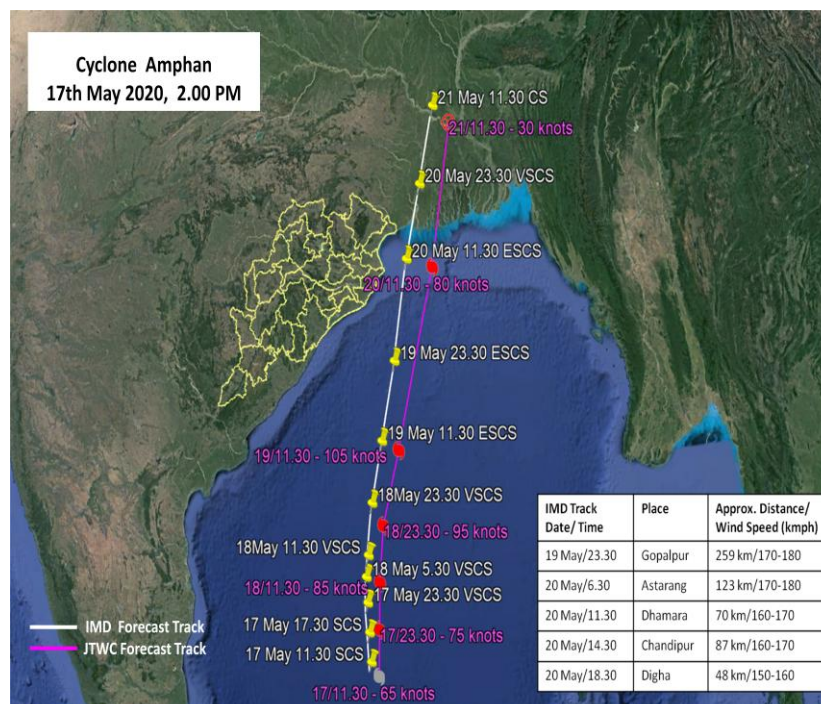 Cyclone Amphan
17th May 2020, 2.00 PM
21 May 11.30 CS
21/11.30 - 30 knots
20 May 23.30 VSCS
20 May 11.30 ESCS
20/11.30 - 80 knots
19 May 23.30 ESCS
19 May 11.30 ESCS
19/11.30 - 105 knots
18May 23.30 VSCS
18/23.30 - 95 knots
18May 11.30 VSCS
18 May 5.30 VSCS
18/11.30 - 85 knots
17 May 23.30 VSCS
17 May 17.30 SCS
17/23.30 - 75 knots
17 May 11.30 SCS
17/11.30 - 65 knots
IMD Forecast Track
JTWC Forecast Track
IMD Track Date/ Time Place Approx. Distance/ Wind Speed (kmph)
19 May/23.30 Gopalpur 259 km/170-180
20 May/6.30 Astarang 123 km/170-180
20 May/11.30 Dhamara 70 km/160-170
20 May/14.30 Chandipur 87 km/160-170
20 May/18.30 Digha 48 km/150-160